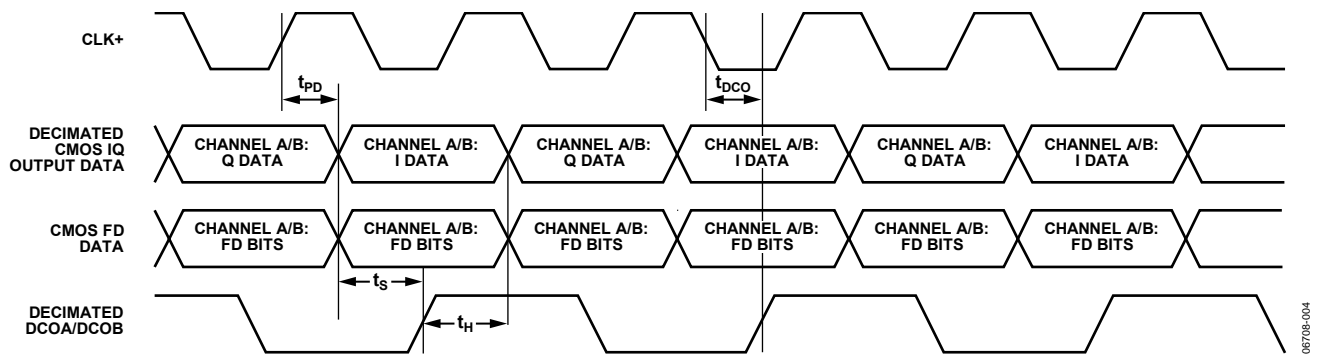 CLK+
tPD
tDCO
DECIMATED
CMOS IQ
OUTPUT DATA
CHANNEL A/B:
Q DATA
CHANNEL A/B:
I DATA
CHANNEL A/B:
Q DATA
CHANNEL A/B:
I DATA
CHANNEL A/B:
Q DATA
CHANNEL A/B:
I DATA
CMOS FD
DATA
CHANNEL A/B:
FD BITS
CHANNEL A/B:
FD BITS
CHANNEL A/B:
FD BITS
CHANNEL A/B:
FD BITS
CHANNEL A/B:
FD BITS
CHANNEL A/B:
FD BITS
tS
DECIMATED
DCOA/DCOB
tH
06708-004